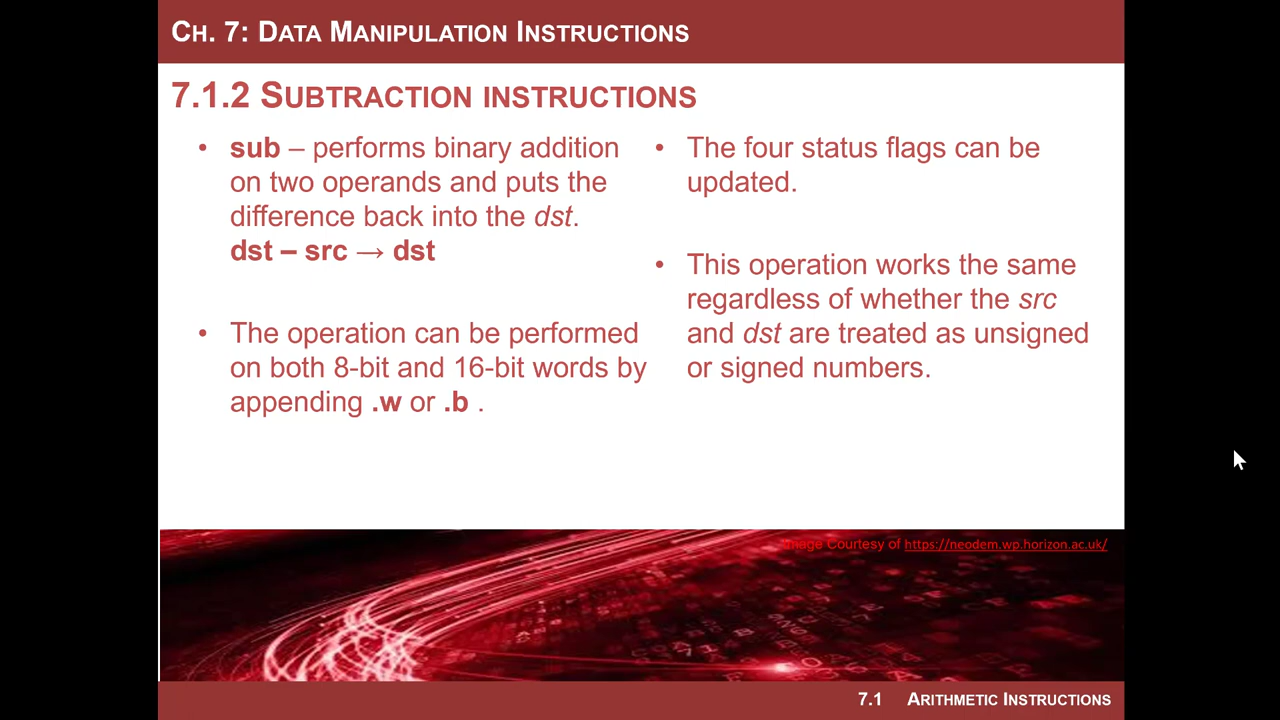 Ch. 7: Data Manipulation Instructions
7.1.2 Subtraction instructions
• sub – performs binary addition
on two operands and puts the
difference back into the dst.
dst – src → dst
• The operation can be performed
on both 8-bit and 16-bit words by
appending .w or .b .
• The four status flags can be
updated.
• This operation works the same
regardless of whether the src
and dst are treated as unsigned
or signed numbers.
Image Courtesy of https://neodem.wp.horizon.ac.uk/
7.1 Arithmetic Instructions